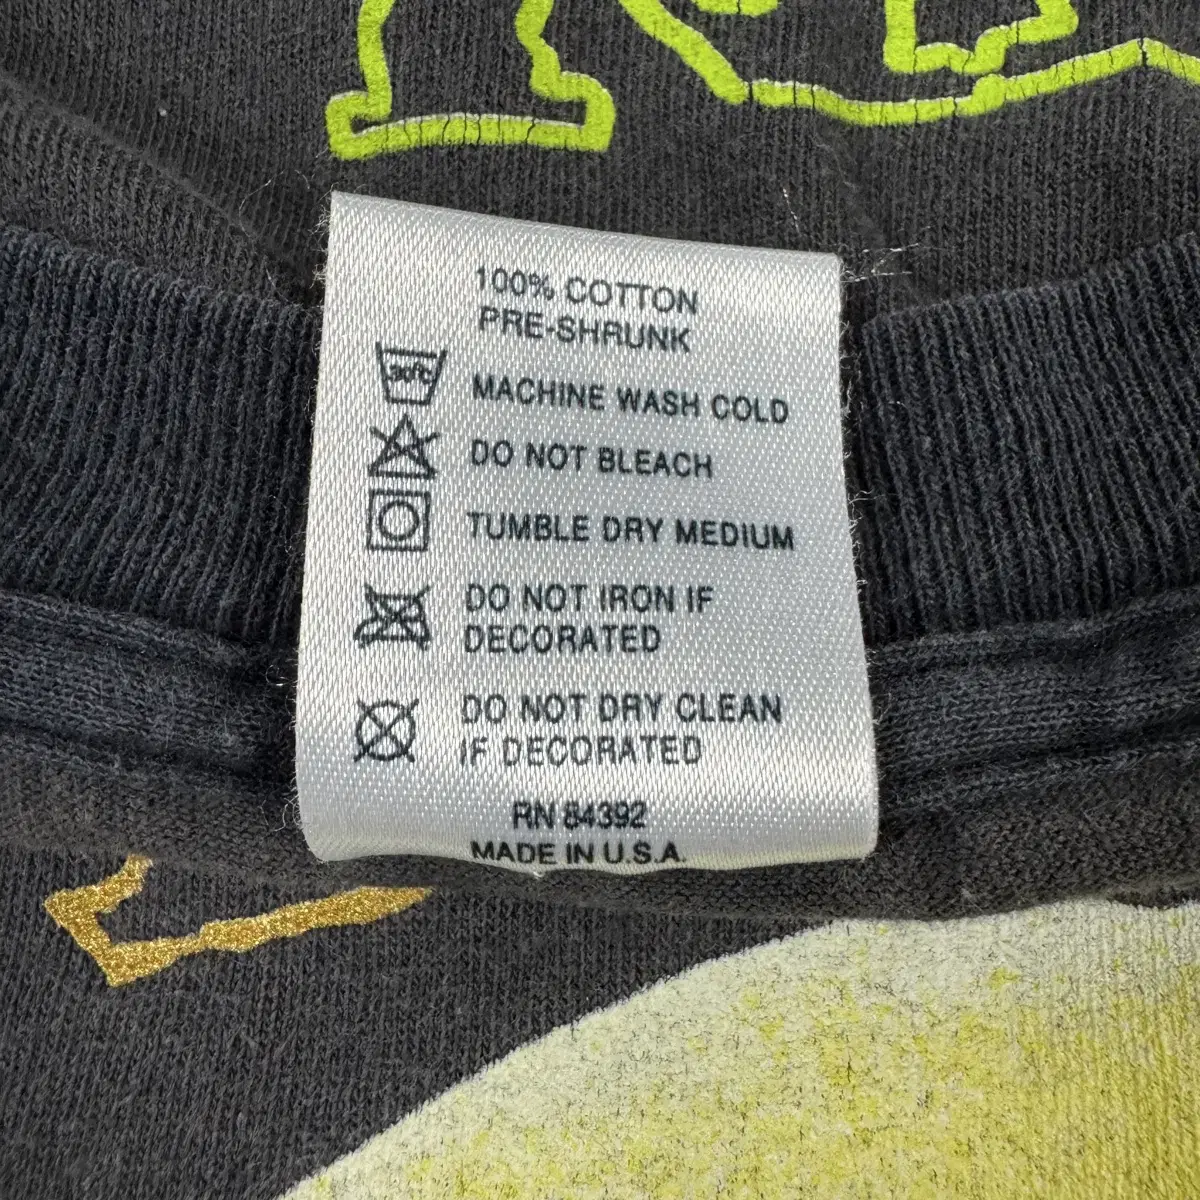 100% COTTON
PRE-SHRUNK
30°C
MACHINE WASH COLD
DO NOT BLEACH
TUMBLE DRY MEDIUM
DO NOT IRON IF
DECORATED
DO NOT DRY CLEAN
IF DECORATED
RN 84392
MADE IN U.S.A.